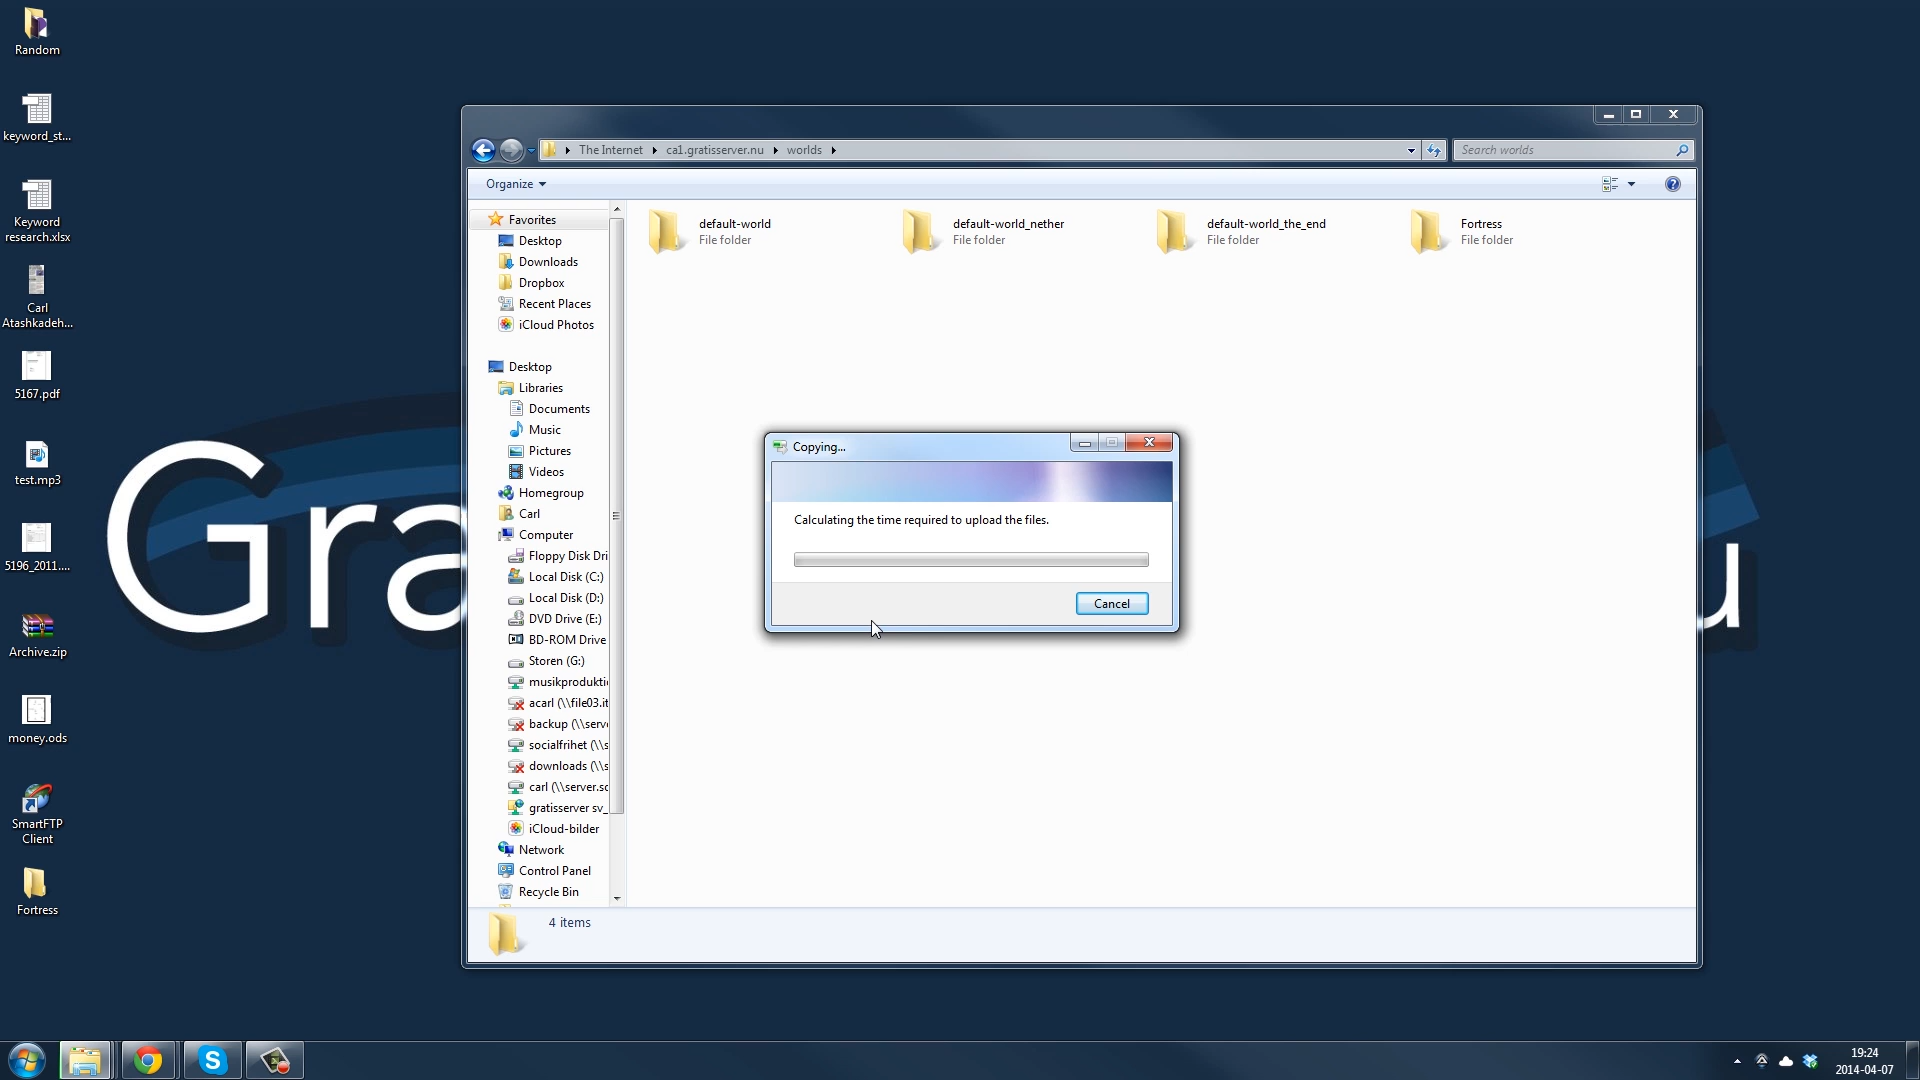 Random
keyword_st...
Keyword
research.xlsx
Carl
Atashkadeh...
5167.pdf
test.mp3
5196_2011....
Archive.zip
money.ods
SmartFTP
Client
Fortress
Gra
u
The Internet
ca1.gratisserver.nu
worlds
Search worlds
Organize
Favorites
Desktop
Downloads
Dropbox
Recent Places
iCloud Photos
Desktop
Libraries
Documents
Music
Pictures
Videos
Homegroup
Carl
Computer
Floppy Disk Dri
Local Disk (C:)
Local Disk (D:)
DVD Drive (E:)
BD-ROM Drive
Storen (G:)
musikprodukti
acarl (\\file03.it
backup (\\serv
socialfrihet (\\s
downloads (\\s
carl (\\server.sc
gratisserver sv_
iCloud-bilder
Network
Control Panel
Recycle Bin
default-world
File folder
default-world_nether
File folder
default-world_the_end
File folder
Fortress
File folder
Copying...
Calculating the time required to upload the files.
Cancel
4 items
19:24
2014-04-07